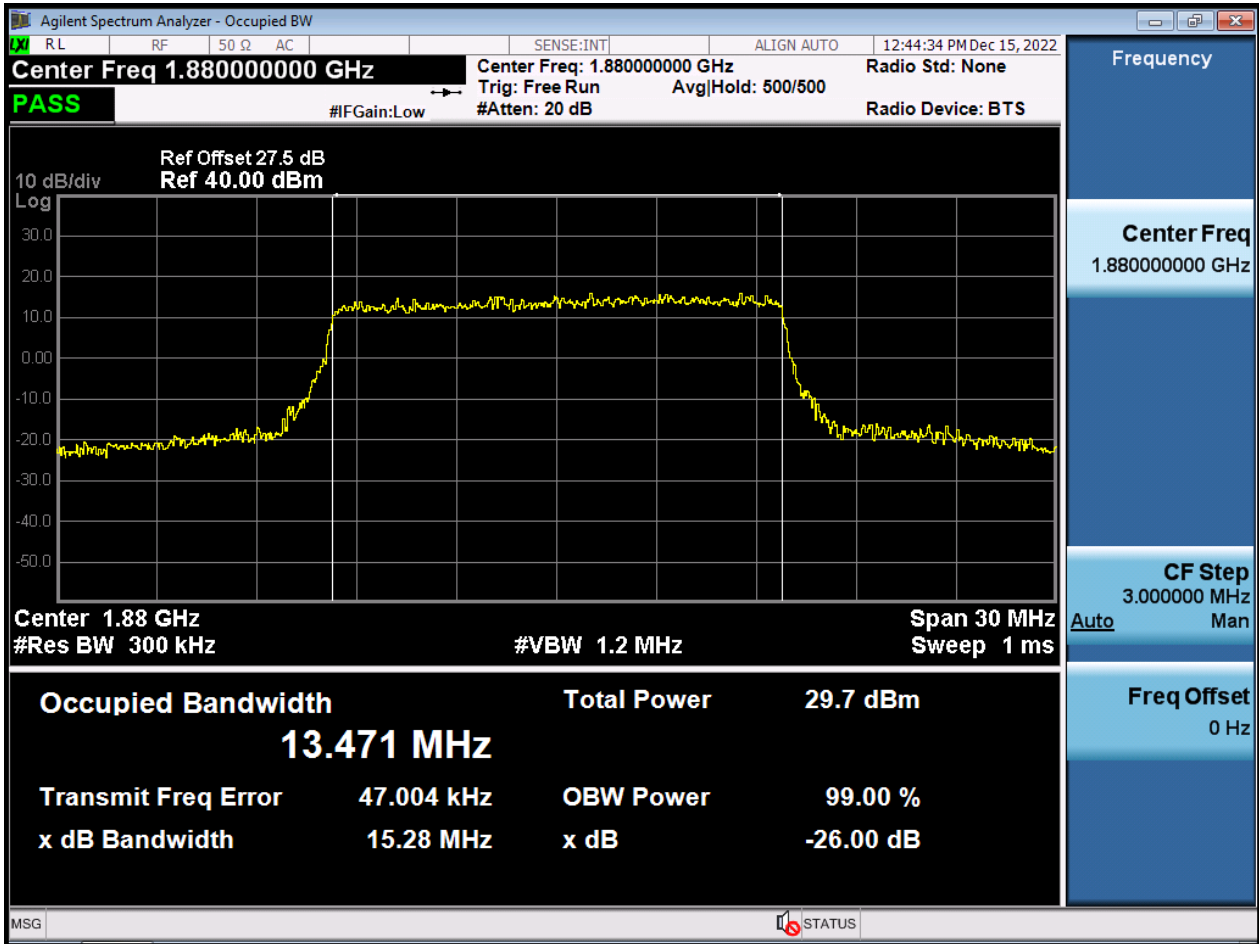 Agilent Spectrum Analyzer - Occupied BW
LXI RL RF 50 Ω AC SENSE:INT ALIGN AUTO 12:44:34 PM Dec 15, 2022
Center Freq 1.880000000 GHz
Center Freq: 1.880000000 GHz
Radio Std: None
Trig: Free Run
Avg|Hold: 500/500
PASS
#IFGain:Low
#Atten: 20 dB
Radio Device: BTS
Ref Offset 27.5 dB
10 dB/div
Ref 40.00 dBm
Log
30.0
20.0
10.0
0.00
-10.0
-20.0
-30.0
-40.0
-50.0
Center 1.88 GHz
Span 30 MHz
#Res BW 300 kHz
#VBW 1.2 MHz
Sweep 1 ms
Occupied Bandwidth
Total Power 29.7 dBm
13.471 MHz
Transmit Freq Error 47.004 kHz
OBW Power 99.00 %
x dB Bandwidth 15.28 MHz
x dB -26.00 dB
Frequency
Center Freq
1.880000000 GHz
CF Step
3.000000 MHz
Auto Man
Freq Offset
0 Hz
MSG
STATUS